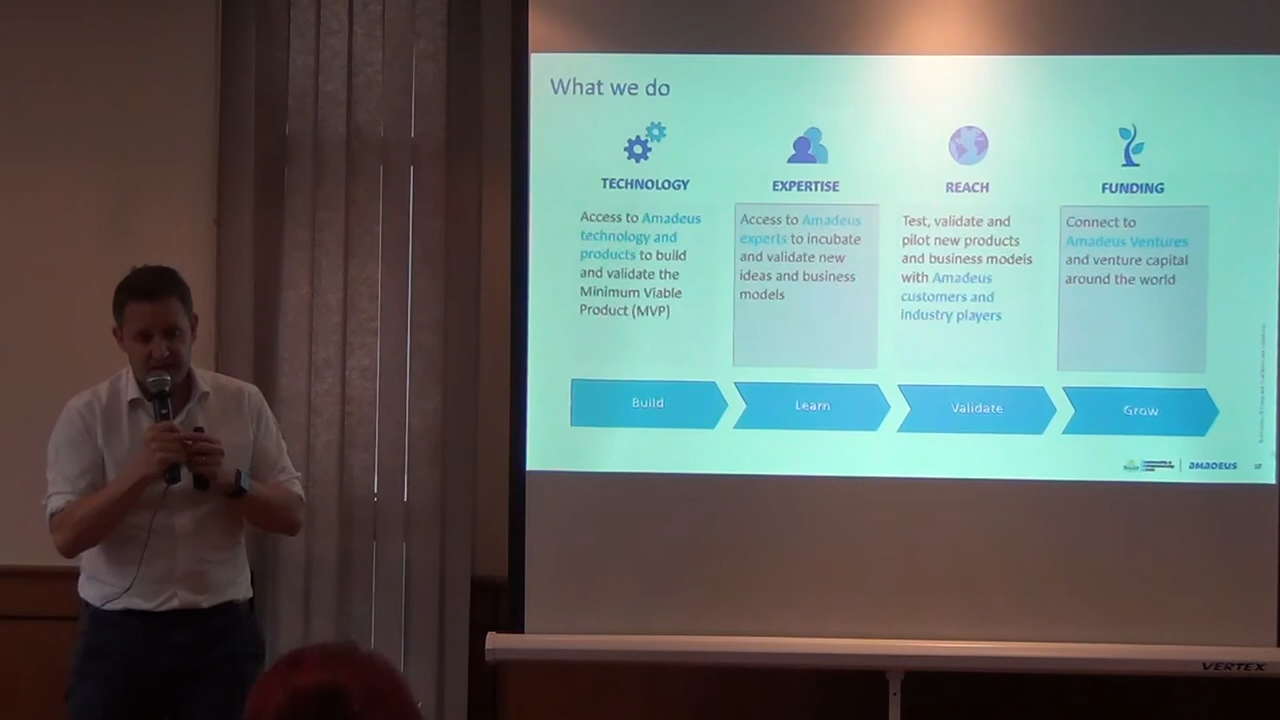 What we do
TECHNOLOGY
Access to Amadeus
technology and
products to build
and validate the
Minimum Viable
Product (MVP)
EXPERTISE
Access to Amadeus
experts to incubate
and validate new
ideas and business
models
REACH
Test, validate and
pilot new products
and business models
with Amadeus
customers and
industry players
FUNDING
Connect to
Amadeus Ventures
and venture capital
around the world
Build
Learn
Validate
Grow
amadeus
VERTEX